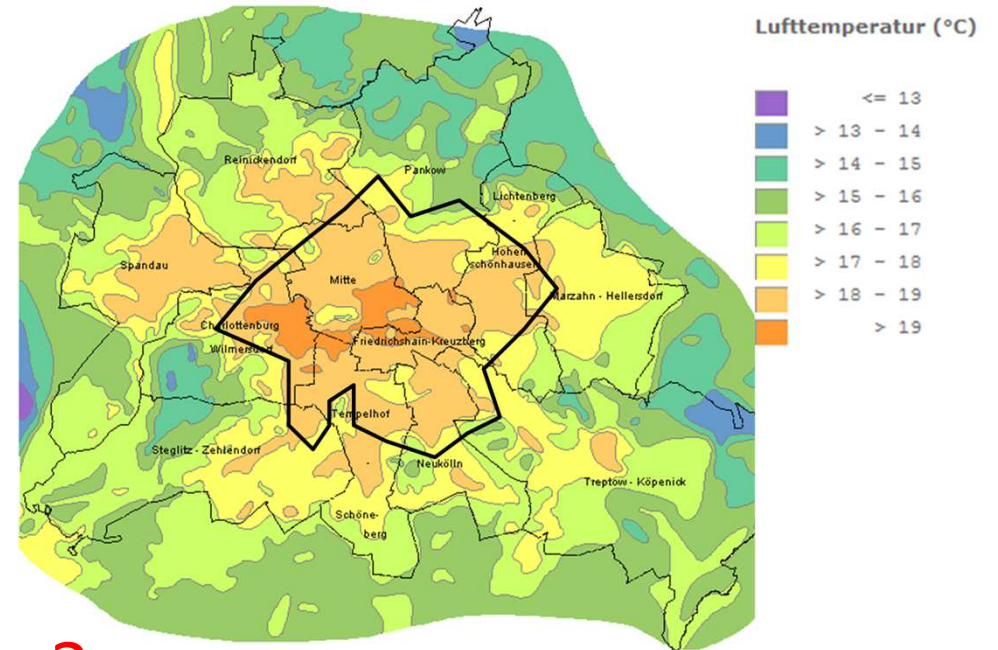 Lufttemperatur (°C)
<= 13
> 13 - 14
> 14 - 15
> 15 - 16
> 16 - 17
> 17 - 18
> 18 - 19
> 19
Reinickendorf
Pankow
Lichtenberg
Spandau
Mitte
Hohen
schönhausen
Marzahn - Hellersdorf
Charlottenburg
Wilmersdorf
Friedrichshain-Kreuzberg
Tempelhof
Steglitz - Zehlendorf
Neukölln
Treptow - Köpenick
Schöne-
berg